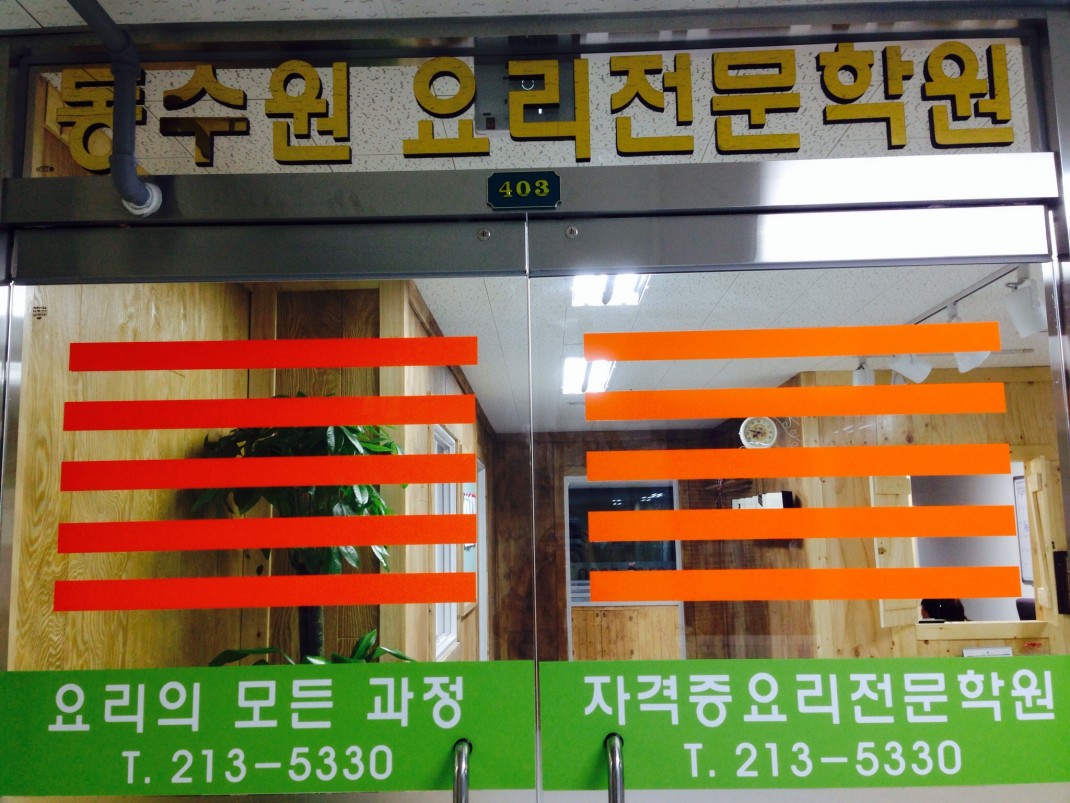 동수원 요리전문학원
403
요리의 모든 과정
T. 213-5330
자격증요리전문학원
T. 213-5330